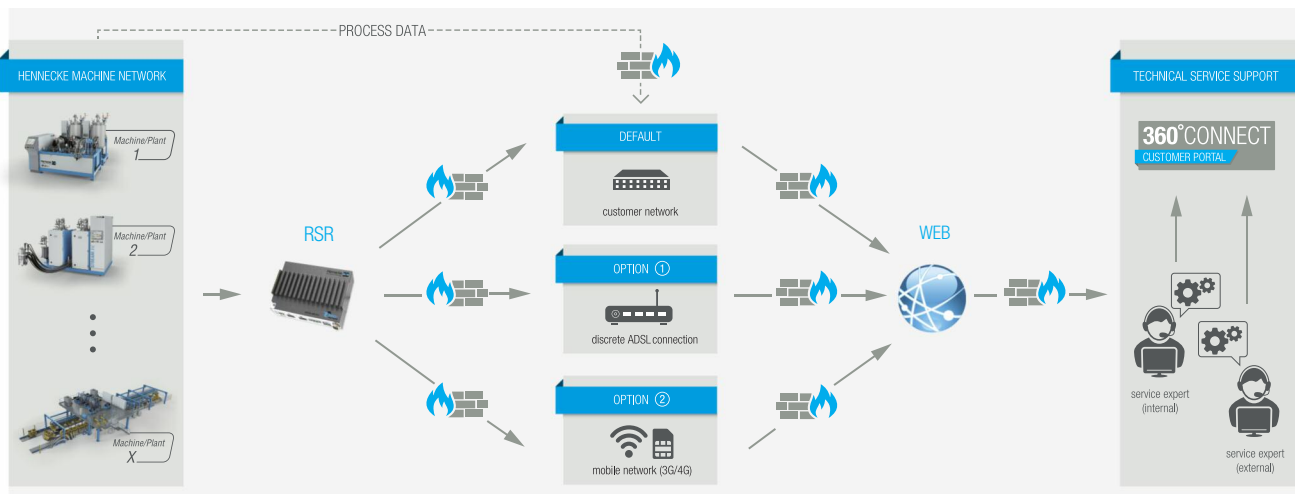 PROCESS DATA
HENNECKE MACHINE NETWORK
Machine/Plant
1
Machine/Plant
2
Machine/Plant
X
RSR
DEFAULT
customer network
OPTION ①
discrete ADSL connection
OPTION ②
mobile network (3G/4G)
WEB
TECHNICAL SERVICE SUPPORT
360°CONNECT
CUSTOMER PORTAL
service expert
(internal)
service expert
(external)